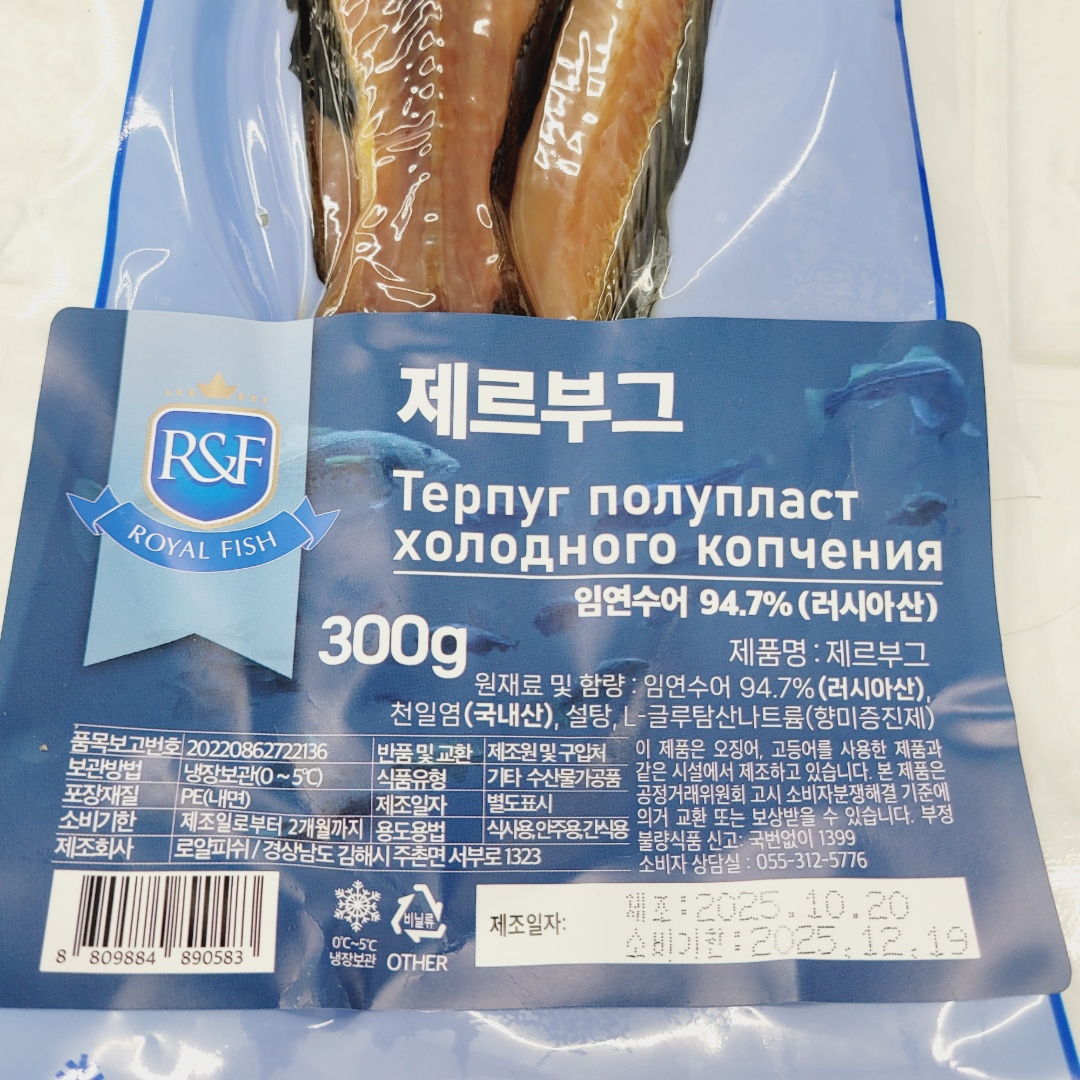 R&F
ROYAL FISH
제르부그
Терпуг полупласт
холодного копчения
임연수어 94.7% (러시아산)
300g
제품명 : 제르부그
원재료 및 함량 : 임연수어 94.7%(러시아산),
천일염(국내산), 설탕, L-글루탐산나트륨(향미증진제)
품목보고번호 20220862722136 반품 및 교환 제조원 및 구입처
보관방법 냉장보관(0 ~ 5℃) 식품유형 기타 수산물가공품
포장재질 PE(내면) 제조일자 별도표시
소비기한 제조일로부터 2개월까지 용도용법 식사용,안주용,간식용
제조회사 로얄피쉬 / 경상남도 김해시 주촌면 서부로 1323
이 제품은 오징어, 고등어를 사용한 제품과
같은 시설에서 제조하고 있습니다. 본 제품은
공정거래위원회 고시 소비자분쟁해결 기준에
의거 교환 또는 보상받을 수 있습니다. 부정
불량식품 신고: 국번없이 1399
소비자 상담실 : 055-312-5776
8 809884 890583
0℃~5℃
냉장보관
비닐류
OTHER
제조일자:
제조:2025.10.20
소비기한:2025.12.19